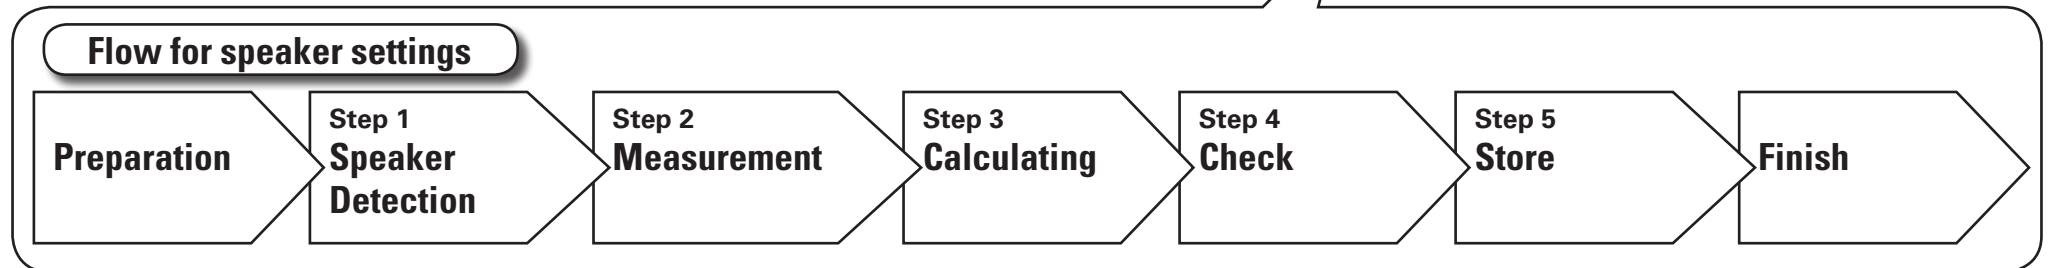 Flow for speaker settings
Preparation
Step 1
Speaker
Detection
Step 2
Measurement
Step 3
Calculating
Step 4
Check
Step 5
Store
Finish